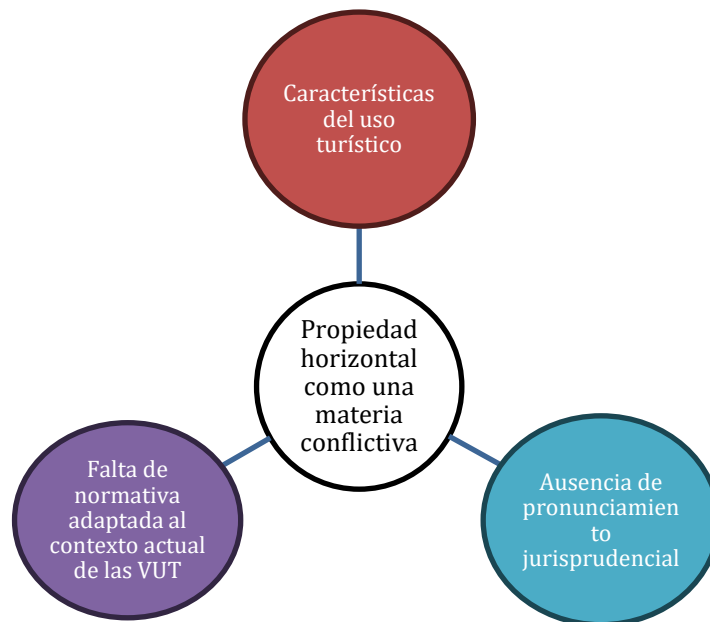 Características
del uso
turístico
Propiedad
horizontal
como una
materia
conflictiva
Falta de
normativa
adaptada al
contexto actual
de las VUT
Ausencia de
pronunciamien
to
jurisprudencial